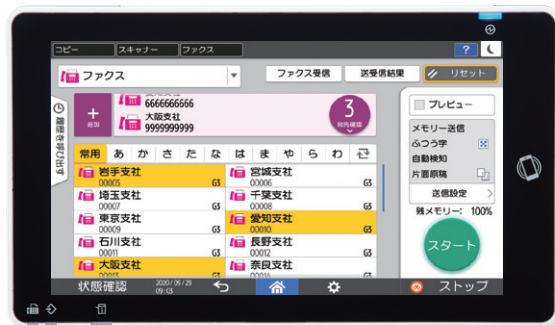 コピー スキャナー ファクス ?
ファクス ファクス受信 送受信結果 リセット
履歴を呼び出す
+
追加
6666666666
大阪支社
9999999999
3
宛先確認
プレビュー
メモリー送信
ふつう字
自動検知
片面原稿
送信設定
残メモリー: 100%
スタート
常用 あ か さ た な は ま や ら わ
岩手支社
00005 G3
宮城支社
00006 G3
埼玉支社
00007 G3
千葉支社
00008 G3
東京支社
00009 G3
愛知支社
00010 G3
石川支社
00011 G3
長野支社
00012 G3
大阪支社
奈良支社
状態確認 2020/09/29
09:03
ストップ